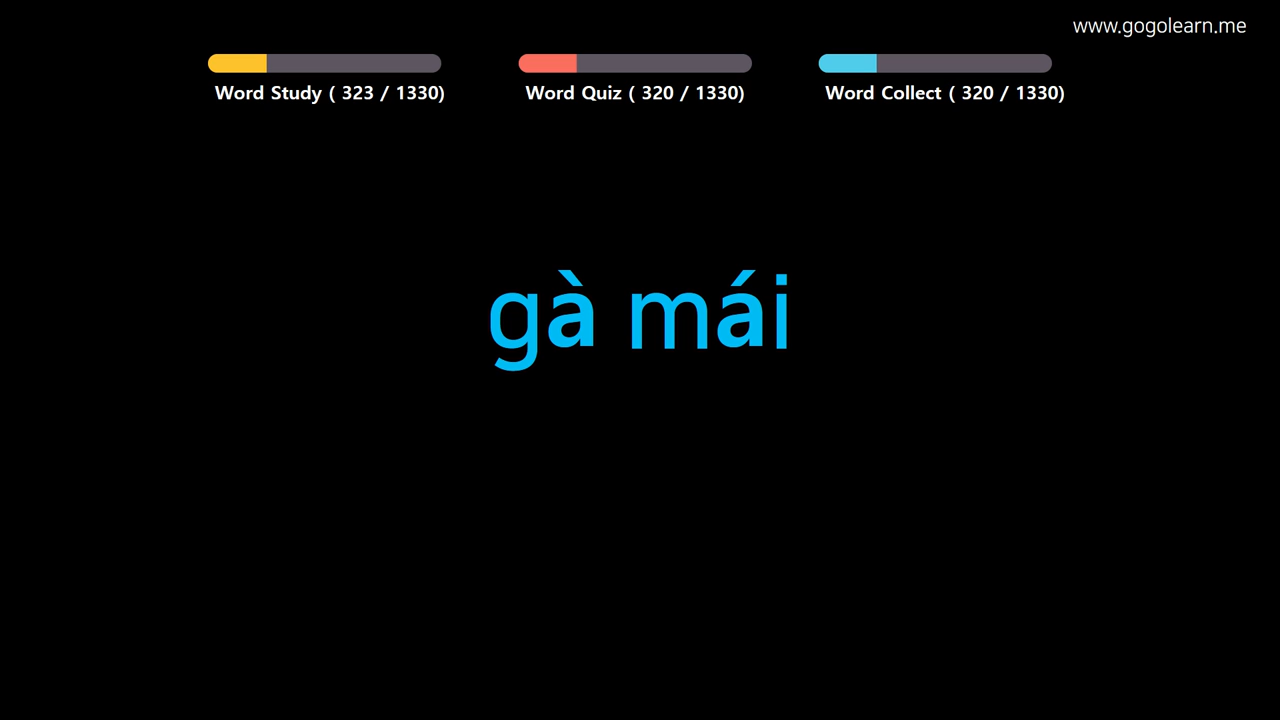 www.gogolearn.me
Word Study ( 323 / 1330)
Word Quiz ( 320 / 1330)
Word Collect ( 320 / 1330)
gà mái